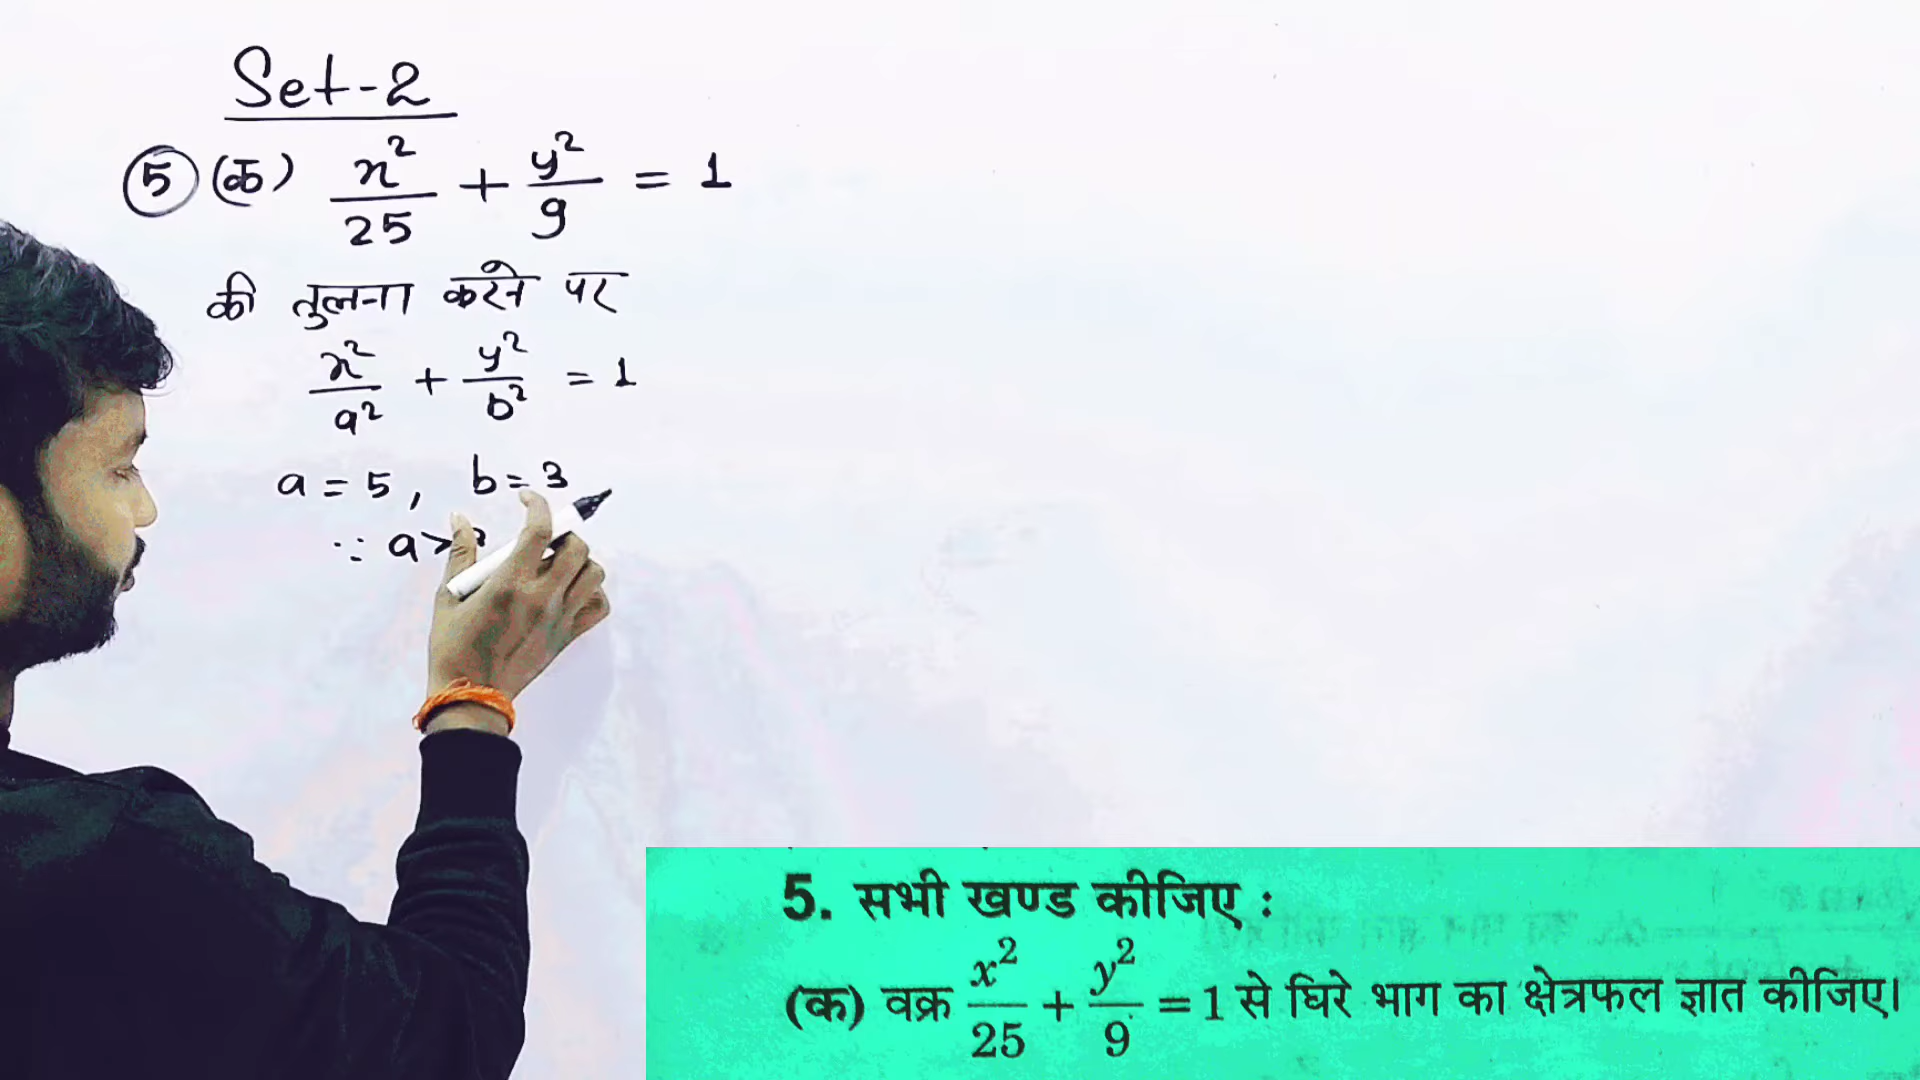 Set-2
⑤ (क) x²/25 + y²/9 = 1
की तुलना करने पर
x²/a² + y²/b² = 1
a = 5, b = 3
∵ a >
5. सभी खण्ड कीजिए :
(क) वक्र x²/25 + y²/9 = 1 से घिरे भाग का क्षेत्रफल ज्ञात कीजिए।